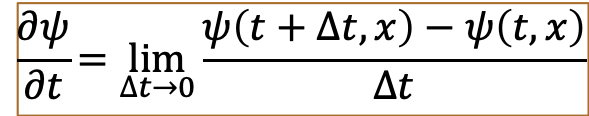 ∂ψ/∂t = lim_{Δt→0} (ψ(t + Δt, x) − ψ(t, x))/Δt